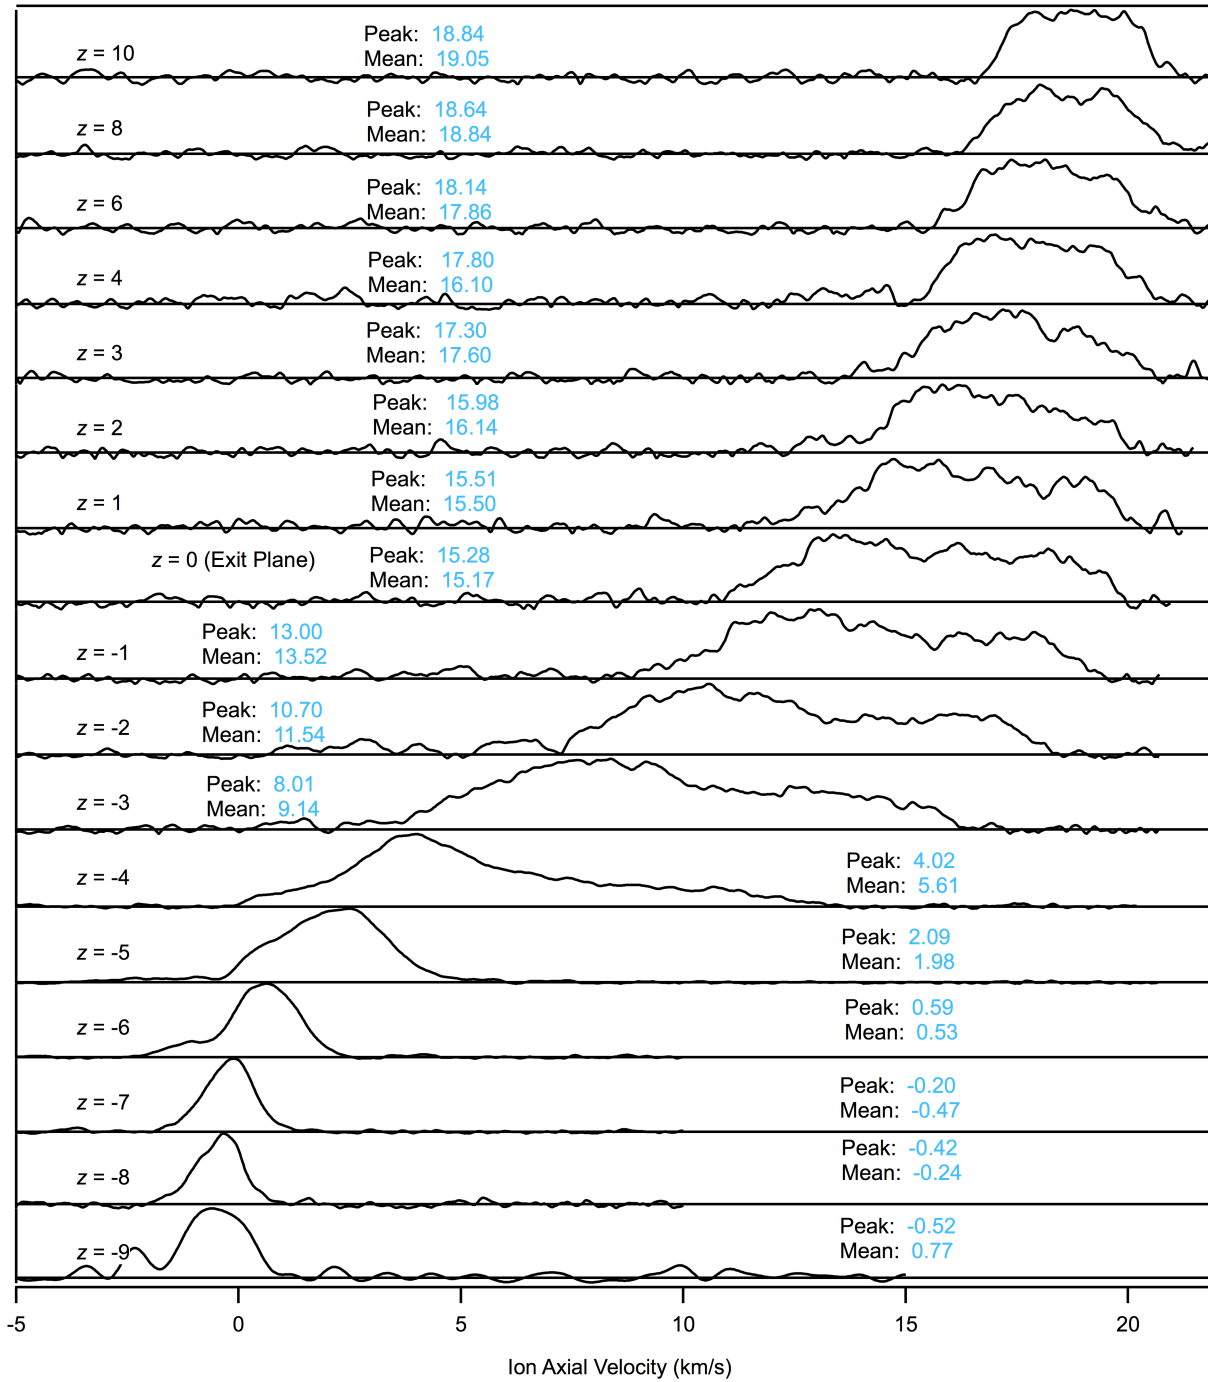 z = 10
Peak: 18.84
Mean: 19.05
z = 8
Peak: 18.64
Mean: 18.84
z = 6
Peak: 18.14
Mean: 17.86
z = 4
Peak: 17.80
Mean: 16.10
z = 3
Peak: 17.30
Mean: 17.60
z = 2
Peak: 15.98
Mean: 16.14
z = 1
Peak: 15.51
Mean: 15.50
z = 0 (Exit Plane)
Peak: 15.28
Mean: 15.17
z = -1
Peak: 13.00
Mean: 13.52
z = -2
Peak: 10.70
Mean: 11.54
z = -3
Peak: 8.01
Mean: 9.14
z = -4
Peak: 4.02
Mean: 5.61
z = -5
Peak: 2.09
Mean: 1.98
z = -6
Peak: 0.59
Mean: 0.53
z = -7
Peak: -0.20
Mean: -0.47
z = -8
Peak: -0.42
Mean: -0.24
z = -9
Peak: -0.52
Mean: 0.77
-5 0 5 10 15 20
Ion Axial Velocity (km/s)